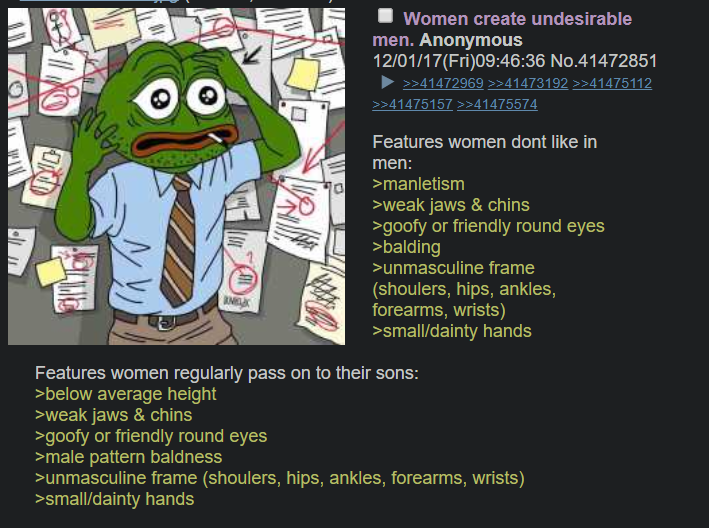 Women create undesirable
men. Anonymous
12/01/17(Fri)09:46:36 No.41472851
>>41472969 >>41473192 >>41475112
>>41475157 >>41475574
Features women dont like in
men:
>manletism
>weak jaws & chins
>goofy or friendly round eyes
>balding
>unmasculine frame
(shoulers, hips, ankles,
forearms, wrists)
>small/dainty hands
Features women regularly pass on to their sons:
>below average height
>weak jaws & chins
>goofy or friendly round eyes
>male pattern baldness
>unmasculine frame (shoulers, hips, ankles, forearms, wrists)
>small/dainty hands